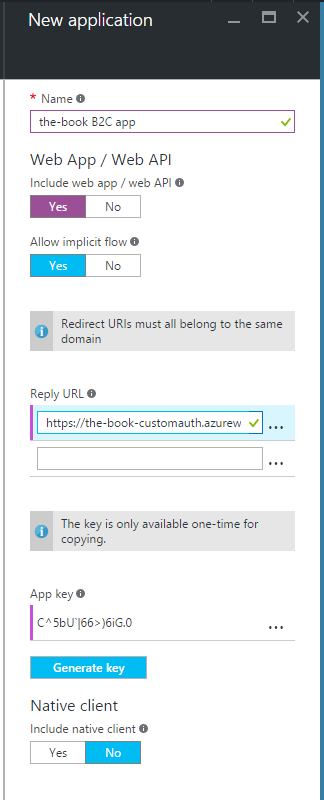 New application
* Name
the-book B2C app
Web App / Web API
Include web app / web API
Yes No
Allow implicit flow
Yes No
Redirect URIs must all belong to the same
domain
Reply URL
https://the-book-customauth.azurew ...
...
The key is only available one-time for
copying.
App key
C^5bU`|66>)6iG.0 ...
Generate key
Native client
Include native client
Yes No